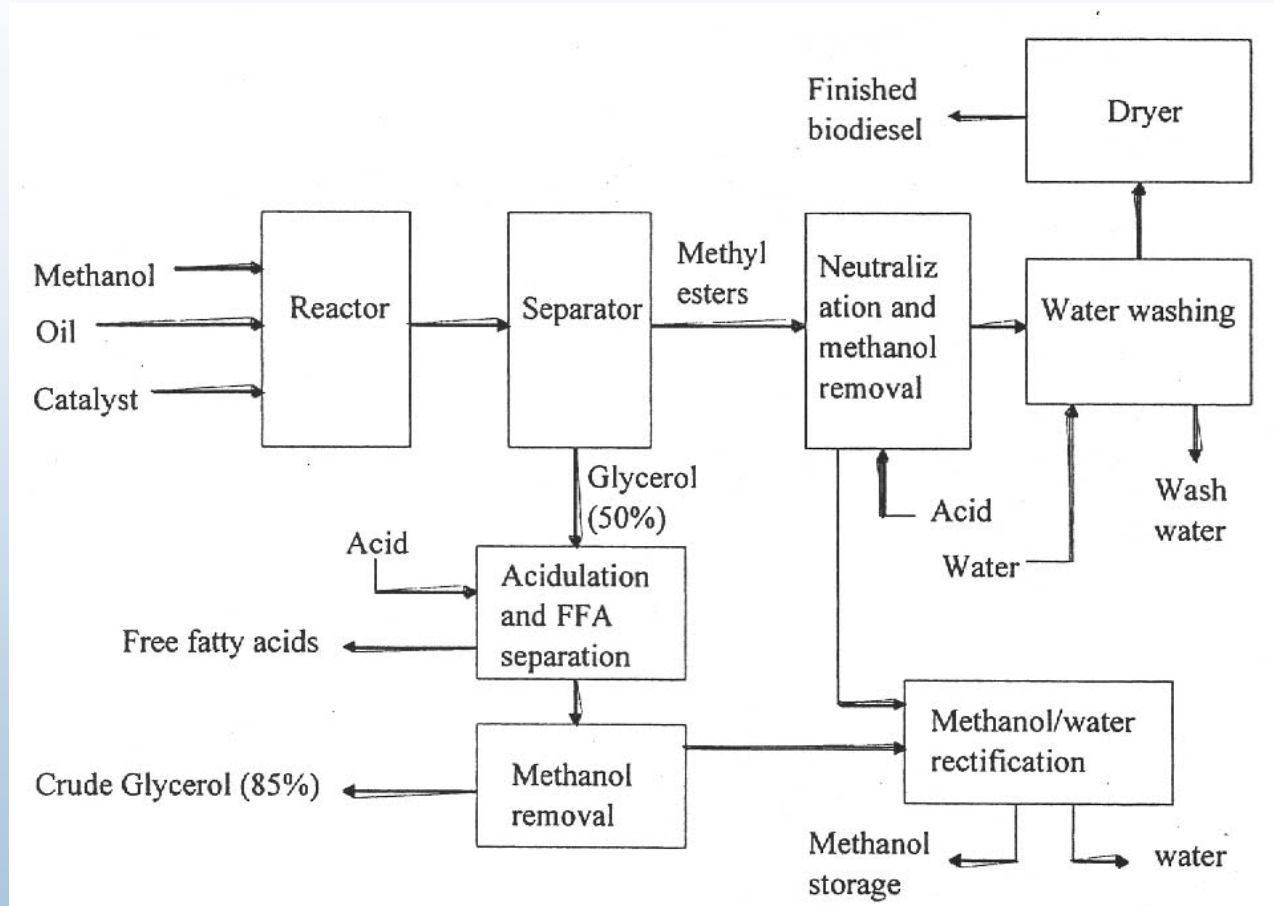 Finished
biodiesel
Dryer
Methanol
Oil
Catalyst
Reactor
Separator
Methyl
esters
Neutraliz
ation and
methanol
removal
Water washing
Glycerol
(50%)
Acid
Water
Wash
water
Acid
Acidulation
and FFA
separation
Free fatty acids
Methanol
removal
Crude Glycerol (85%)
Methanol/water
rectification
Methanol
storage
water